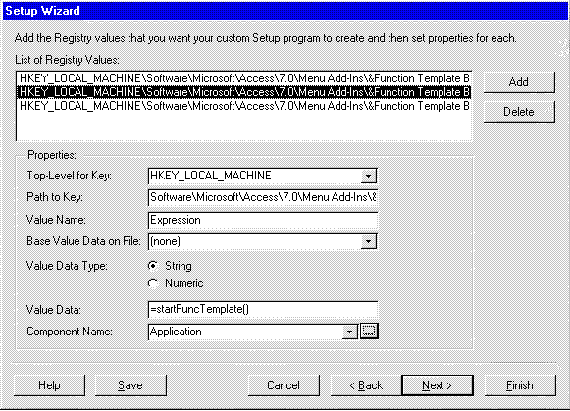 Setup Wizard
Add the Registry values that you want your custom Setup program to create and then set properties for each.
List of Registry Values:
HKEY_LOCAL_MACHINE\Software\Microsoft\Access\7.0\Menu Add-Ins\&Function Template B
HKEY_LOCAL_MACHINE\Software\Microsoft\Access\7.0\Menu Add-Ins\&Function Template B
HKEY_LOCAL_MACHINE\Software\Microsoft\Access\7.0\Menu Add-Ins\&Function Template B
Add
Delete
Properties:
Top-Level for Key: HKEY_LOCAL_MACHINE
Path to Key: Software\Microsoft\Access\7.0\Menu Add-Ins\&
Value Name: Expression
Base Value Data on File: (none)
Value Data Type: String
Numeric
Value Data: =startFuncTemplate()
Component Name: Application ...
Help Save Cancel < Back Next > Finish